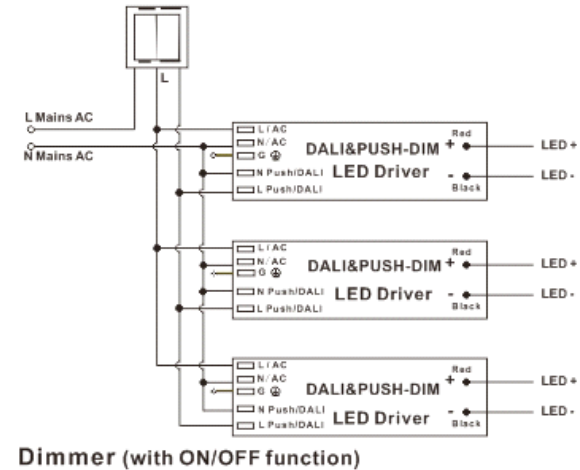 L
L Mains AC
N Mains AC
L / AC
N / AC
G
N Push/DALI
L Push/DALI
DALI&PUSH-DIM
LED Driver
Red
+
-
Black
LED +
LED -
L / AC
N / AC
G
N Push/DALI
L Push/DALI
DALI&PUSH-DIM
LED Driver
Red
+
-
Black
LED +
LED -
L / AC
N / AC
G
N Push/DALI
L Push/DALI
DALI&PUSH-DIM
LED Driver
Red
+
-
Black
LED +
LED -
Dimmer (with ON/OFF function)